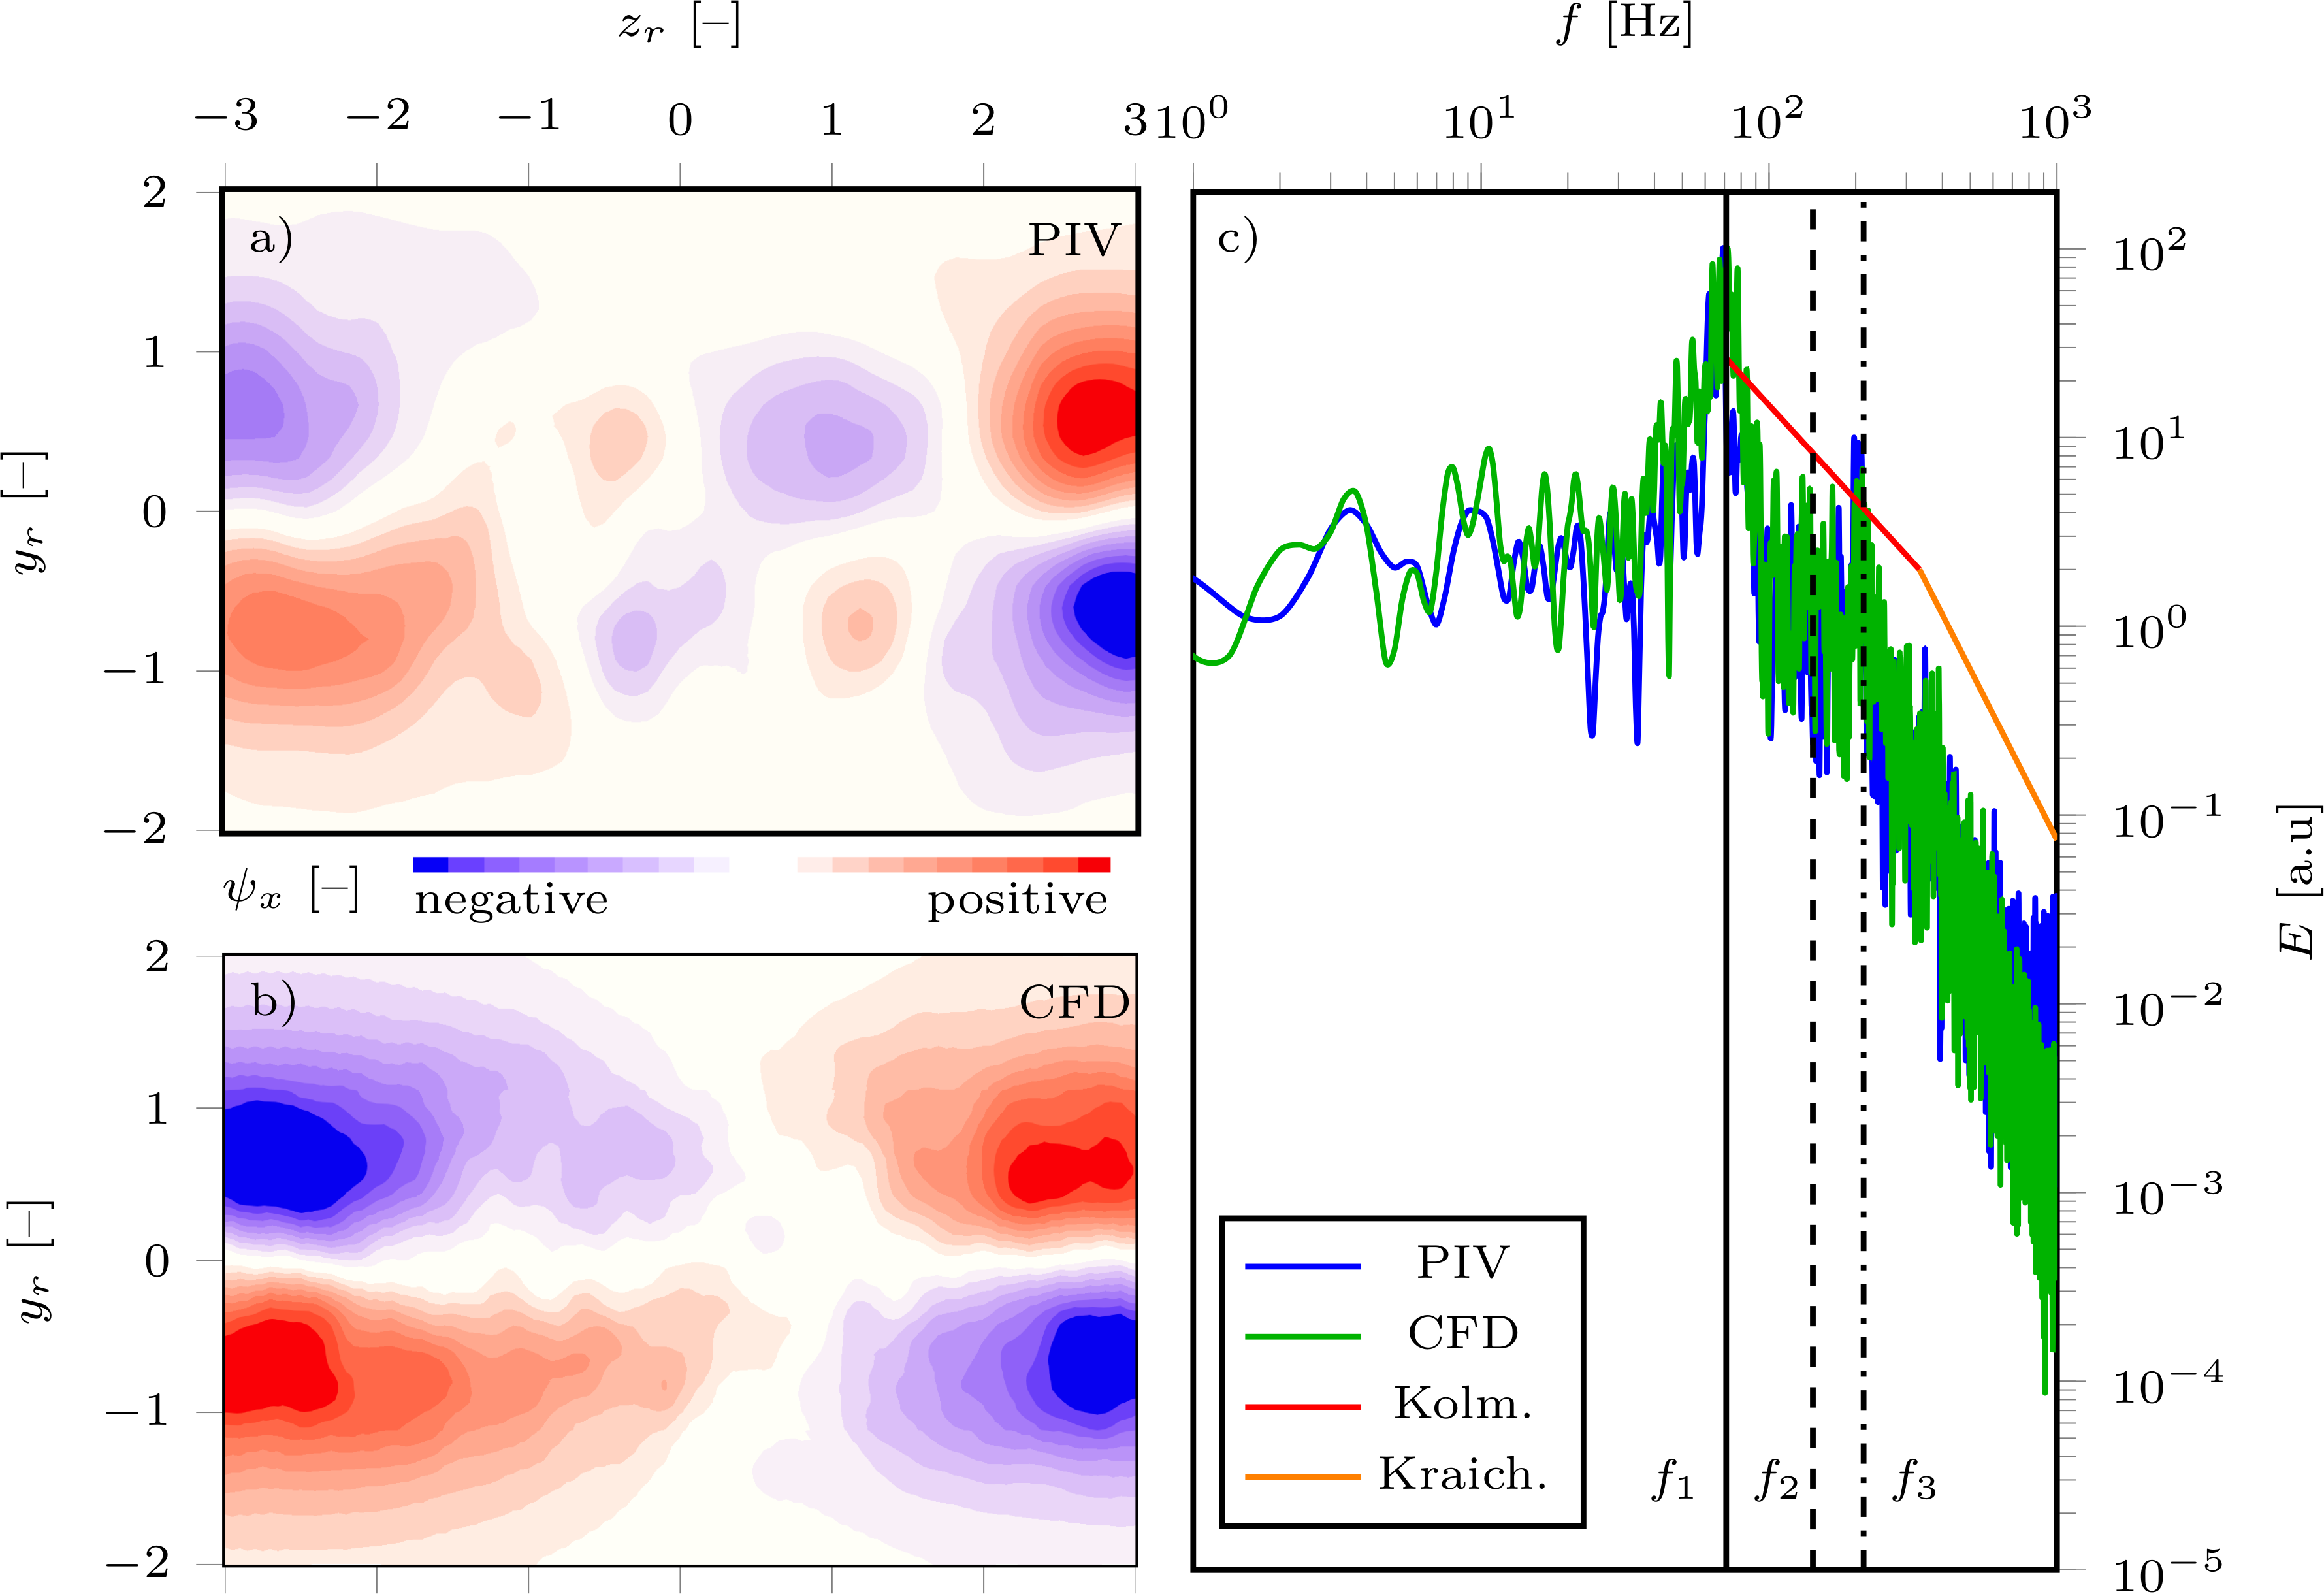 z_r [–]
f [Hz]
−3 −2 −1 0 1 2 3
10^0 10^1 10^2 10^3
a)
PIV
2
1
0
−1
−2
y_r [–]
ψ_x [–]
negative
positive
b)
CFD
2
1
0
−1
−2
y_r [–]
c)
PIV
CFD
Kolm.
Kraich.
f_1
f_2
f_3
10^2
10^1
10^0
10^−1
10^−2
10^−3
10^−4
10^−5
E [a.u]